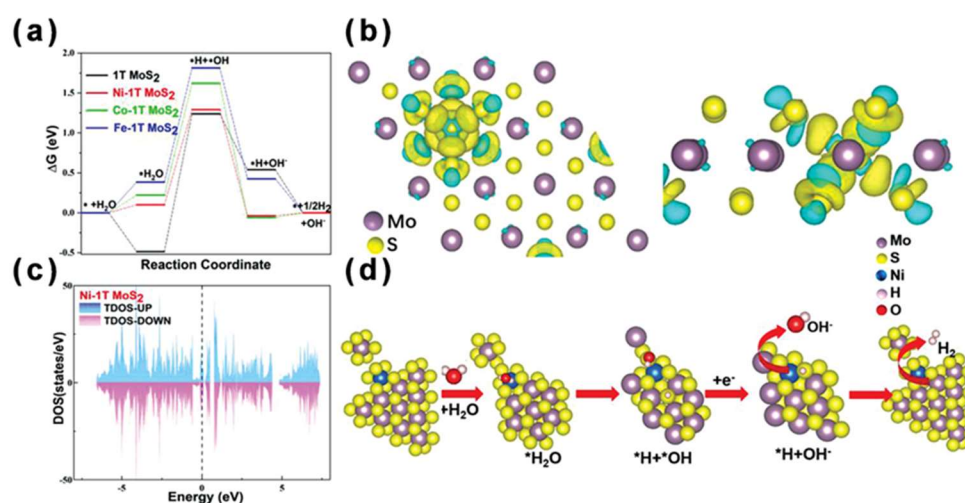 (a)
2.0
1.5
1.0
0.5
0.0
-0.5
ΔG (eV)
1T MoS2
Ni-1T MoS2
Co-1T MoS2
Fe-1T MoS2
• +H2O
•H2O
•H+•OH
•H+OH-
•+1/2H2
+OH-
Reaction Coordinate
(b)
Mo
S
(c)
50
0
-50
DOS(states/eV)
Ni-1T MoS2
TDOS-UP
TDOS-DOWN
-5
0
5
Energy (eV)
(d)
Mo
S
Ni
H
O
+H2O
*H2O
*H+*OH
+e-
OH-
*H+OH-
H2